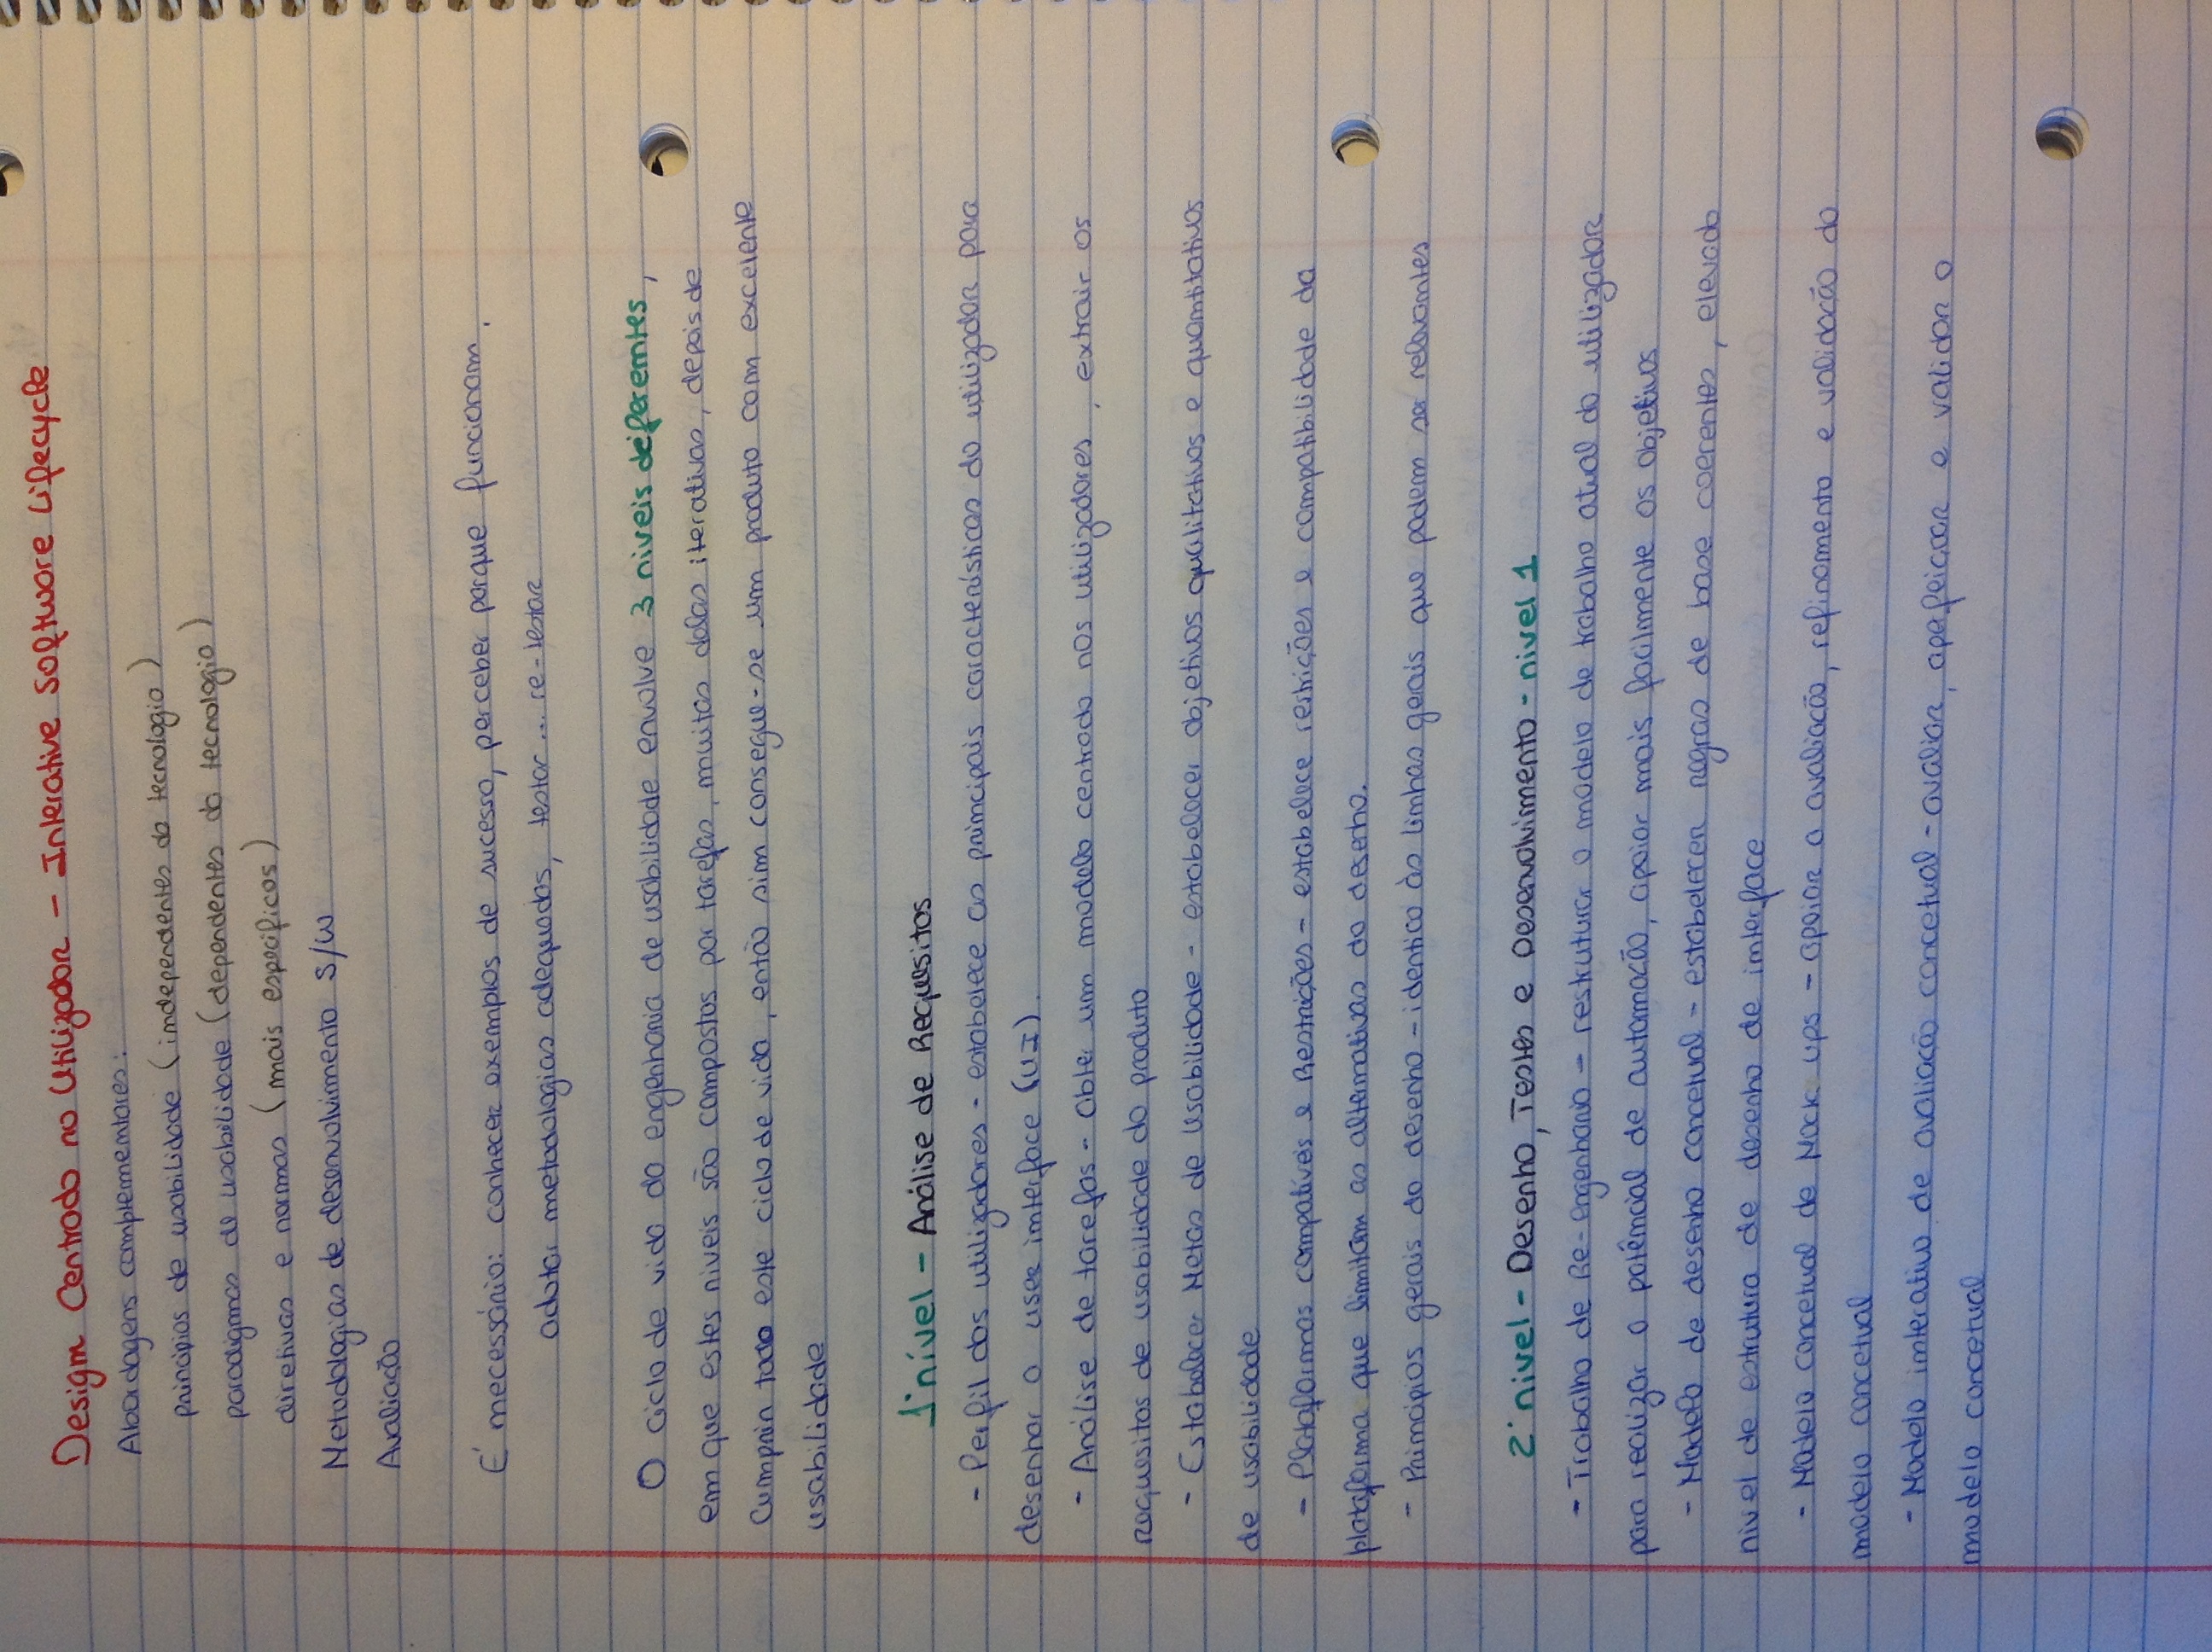 Design Centrado no Utilizador - Interative Software Lifecycle
Abordagens complementares:
principios de usabilidade (independentes da tecnologia)
paradigmas de usabilidade (dependentes da tecnologia)
diretivas e normas (mais especificos)
Metodologias de desenvolvimento S/W
Avaliação
É necessário: conhecer exemplos de sucesso, perceber porque funcionam,
adotar metodologias adequadas, testar... re-testar
O ciclo de vida da engenharia de usabilidade envolve 3 niveis diferentes,
em que estes niveis são compostos por tarefas, muitas delas iterativas, depois de
Cumprir todo este ciclo de vida, então sim consegue-se um produto com excelente
usabilidade
1º nível - Análise de Requesitos
- Perfil dos utilizadores - estabelece as principais características do utilizador para
desenhar a user interface (UI).
- Análise de tarefas - obter um modelo centrado nos utilizadores, extrair os
requesitos de usabilidade do produto
- Estabelecer Metas de Usabilidade - estabelecer objetivos qualitativos e quantitativos
de usabilidade
- Plataformas compatíveis e Restrições - estabelece restrições e compatibilidade da
plataforma que limitam as alternativas do desenho.
- Principios gerais do desenho - identico às linhas gerais que podem ser relevantes
2º nivel - Desenho, Testes e Desenvolvimento - nivel 1
- Trabalho de Re-engenharia - restruturar o modelo de trabalho atual do utilizador
para realizar o potêncial de automação, apoiar mais facilmente os objetivos
- Modelo de desenho concetual - estabelecer regras de base coerentes, elevado
nivel de estrutura de desenho de interface
- Modelo concetual de Mock ups - apoiar a avaliação, refinamento e validação do
modelo concetual
- Modelo interativo de avaliação concetual - avaliar, apefeiçoar e validar o
modelo concetual